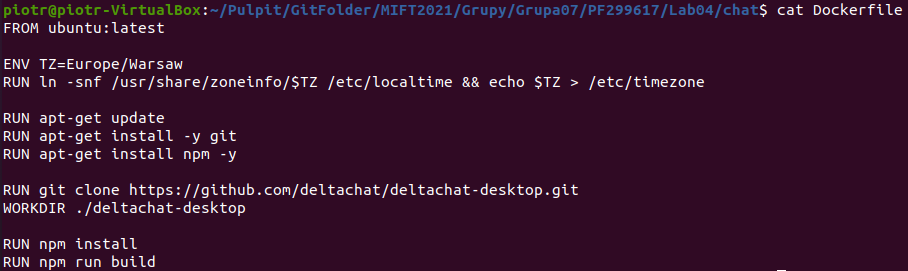 piotr@piotr-VirtualBox:~/Pulpit/GitFolder/MIFT2021/Grupy/Grupa07/PF299617/Lab04/chat$ cat Dockerfile
FROM ubuntu:latest

ENV TZ=Europe/Warsaw
RUN ln -snf /usr/share/zoneinfo/$TZ /etc/localtime && echo $TZ > /etc/timezone

RUN apt-get update
RUN apt-get install -y git
RUN apt-get install npm -y

RUN git clone https://github.com/deltachat/deltachat-desktop.git
WORKDIR ./deltachat-desktop

RUN npm install
RUN npm run build